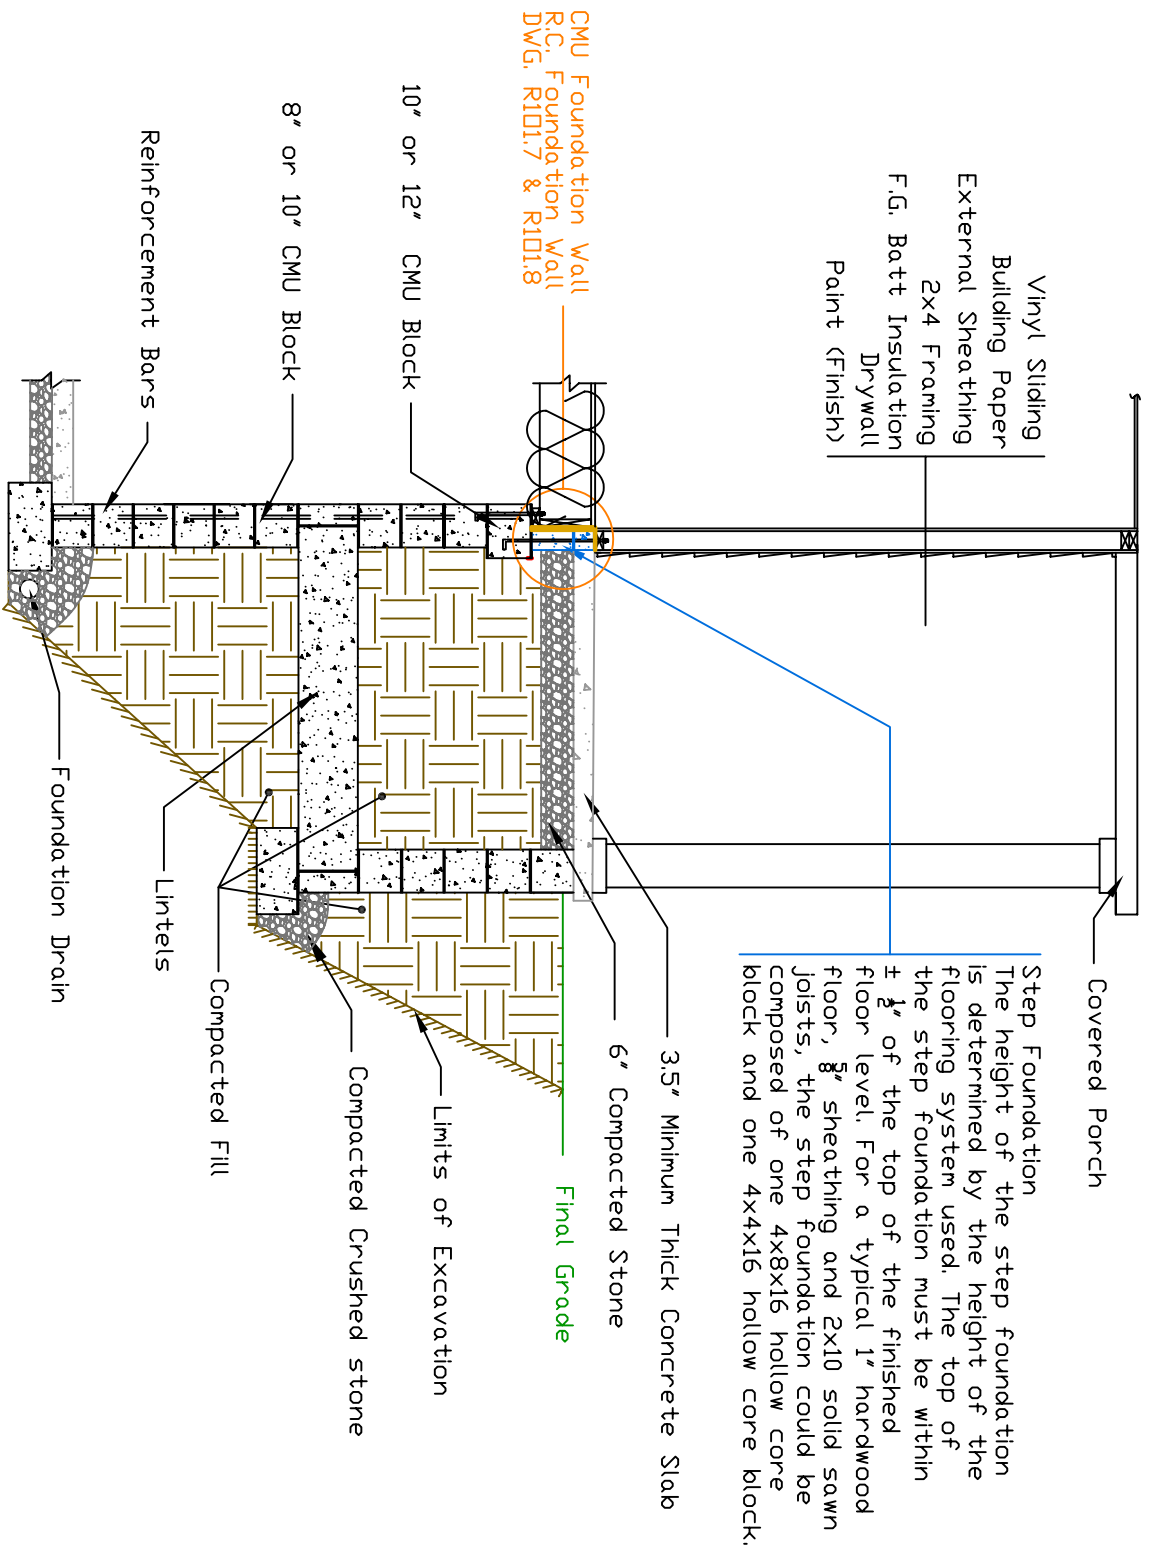 Vinyl Sliding
Building Paper
External Sheathing
2x4 Framing
F.G. Batt Insulation
Drywall
Paint (Finish)
CMU Foundation Wall
R.C. Foundation Wall
DWG. R101.7 & R101.8
10" or 12" CMU Block
8" or 10" CMU Block
Reinforcement Bars
Covered Porch
Step Foundation
The height of the step foundation
is determined by the height of the
flooring system used. The top of
the step foundation must be within
± 1/2" of the top of the finished
floor level. For a typical 1" hardwood
floor, 5/8" sheathing and 2x10 solid sawn
joists, the step foundation could be
composed of one 4x8x16 hollow core
block and one 4x4x16 hollow core block.
3.5" Minimum Thick Concrete Slab
6" Compacted Stone
Final Grade
Limits of Excavation
Compacted Crushed stone
Compacted Fill
Lintels
Foundation Drain